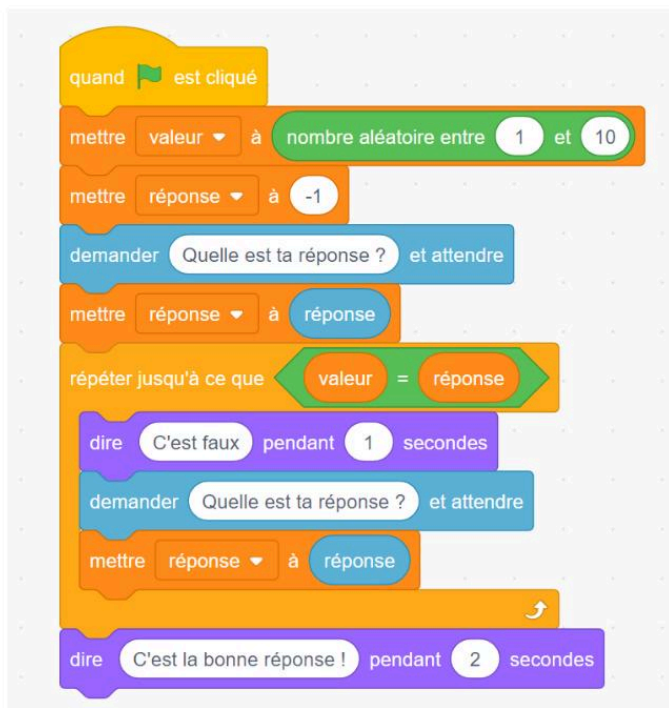 quand est cliqué
mettre valeur à nombre aléatoire entre 1 et 10
mettre réponse à -1
demander Quelle est ta réponse ? et attendre
mettre réponse à réponse
répéter jusqu'à ce que valeur = réponse
dire C'est faux pendant 1 secondes
demander Quelle est ta réponse ? et attendre
mettre réponse à réponse
dire C'est la bonne réponse ! pendant 2 secondes